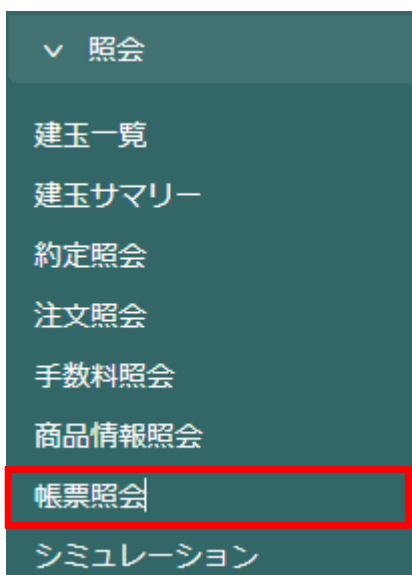 照会
建玉一覧
建玉サマリー
約定照会
注文照会
手数料照会
商品情報照会
帳票照会
シミュレーション